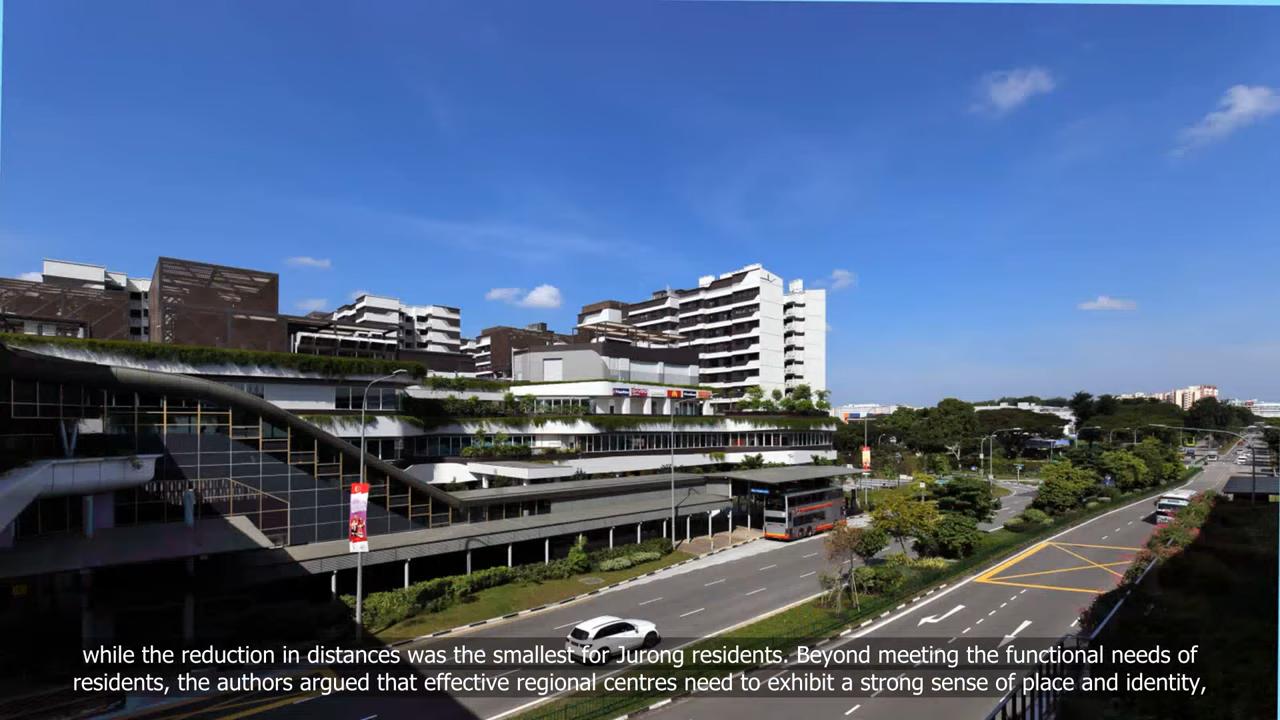 while the reduction in distances was the smallest for Jurong residents. Beyond meeting the functional needs of
residents, the authors argued that effective regional centres need to exhibit a strong sense of place and identity,